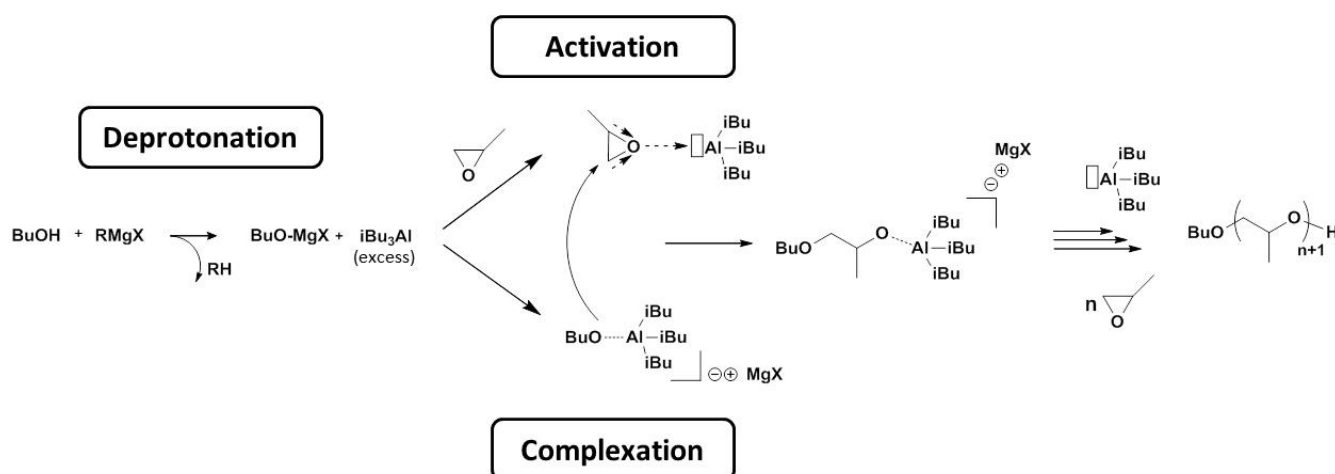 Activation
Deprotonation
BuOH + RMgX
RH
BuO-MgX + iBu3Al
(excess)
O
O
Al
iBu
iBu
iBu
BuO
Al
iBu
iBu
iBu
⊖⊕ MgX
Complexation
BuO
O
Al
iBu
iBu
iBu
⊖⊕
MgX
Al
iBu
iBu
iBu
n
O
BuO
O
H
n+1